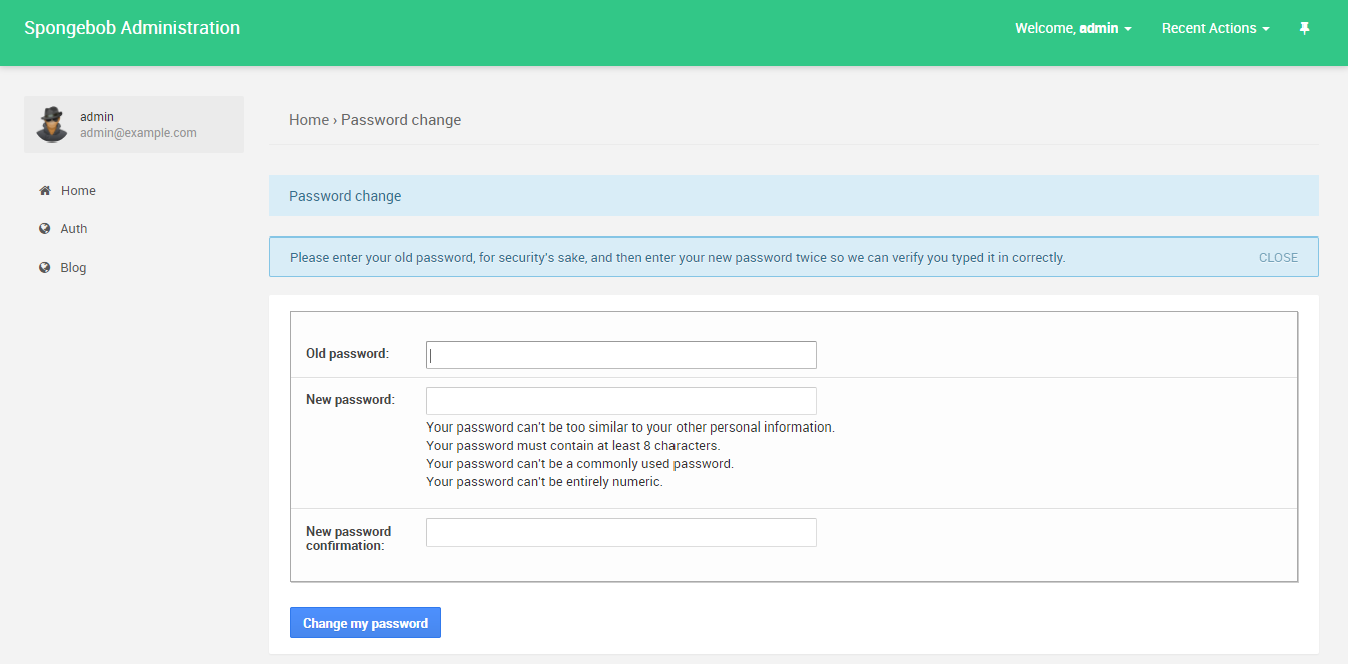 Spongebob Administration
Welcome, admin
Recent Actions
admin
admin@example.com
Home
Auth
Blog
Home › Password change
Password change
Please enter your old password, for security's sake, and then enter your new password twice so we can verify you typed it in correctly.
CLOSE
Old password:
New password:
Your password can't be too similar to your other personal information.
Your password must contain at least 8 characters.
Your password can't be a commonly used password.
Your password can't be entirely numeric.
New password
confirmation:
Change my password